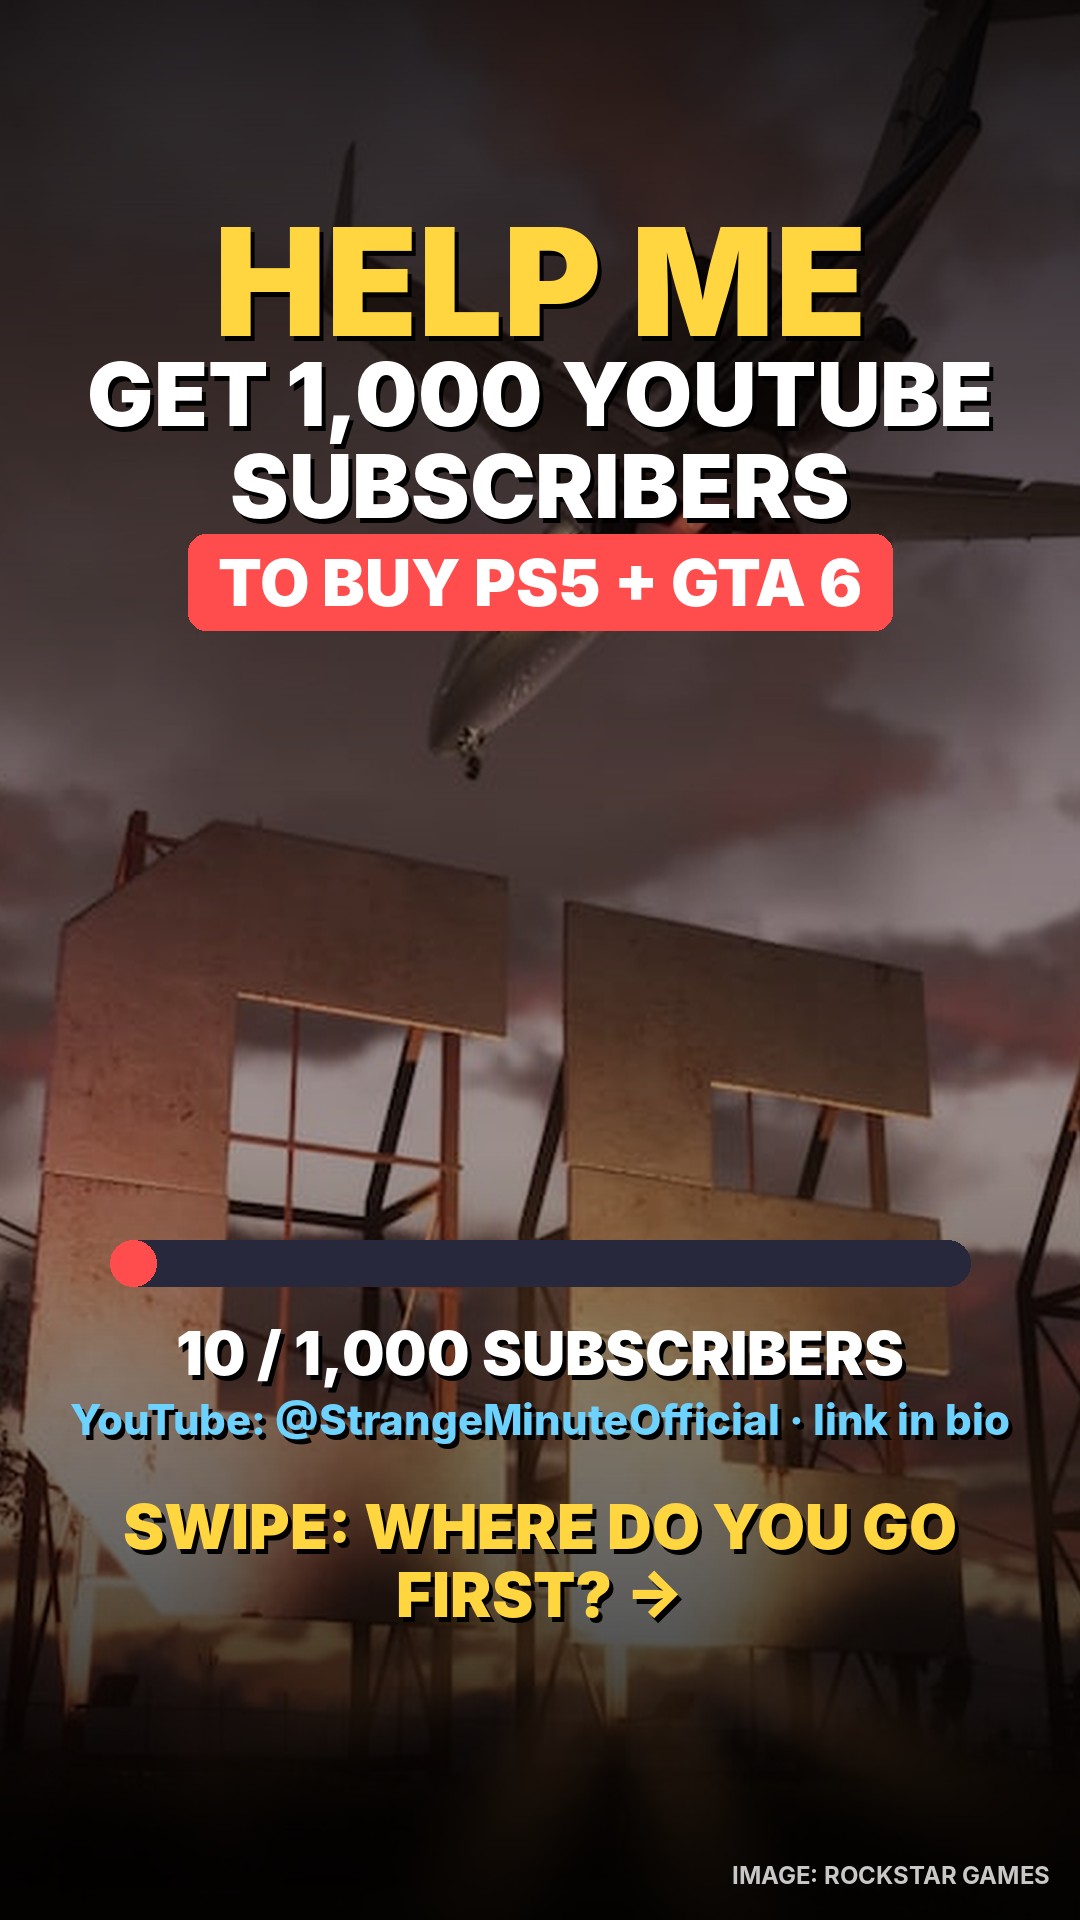 HELP ME
GET 1,000 YOUTUBE
SUBSCRIBERS
TO BUY PS5 + GTA 6
10 / 1,000 SUBSCRIBERS
YouTube: @StrangeMinuteOfficial · link in bio
SWIPE: WHERE DO YOU GO
FIRST? →
IMAGE: ROCKSTAR GAMES